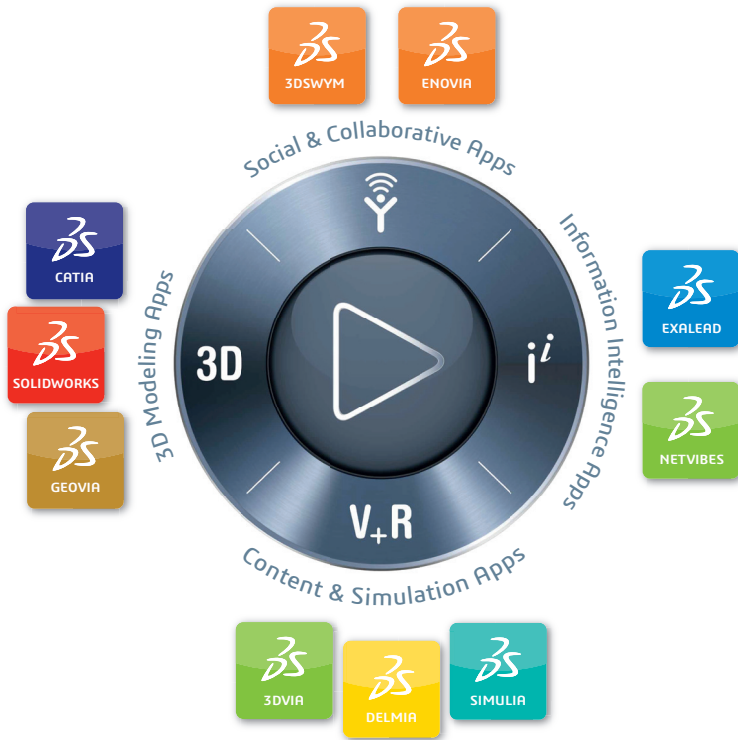 3DSWYM
ENOVIA
Social & Collaborative Apps
CATIA
SOLIDWORKS
GEOVIA
3D Modeling Apps
3D
i i
V+R
Information Intelligence Apps
EXALEAD
NETVIBES
Content & Simulation Apps
3DVIA
DELMIA
SIMULIA